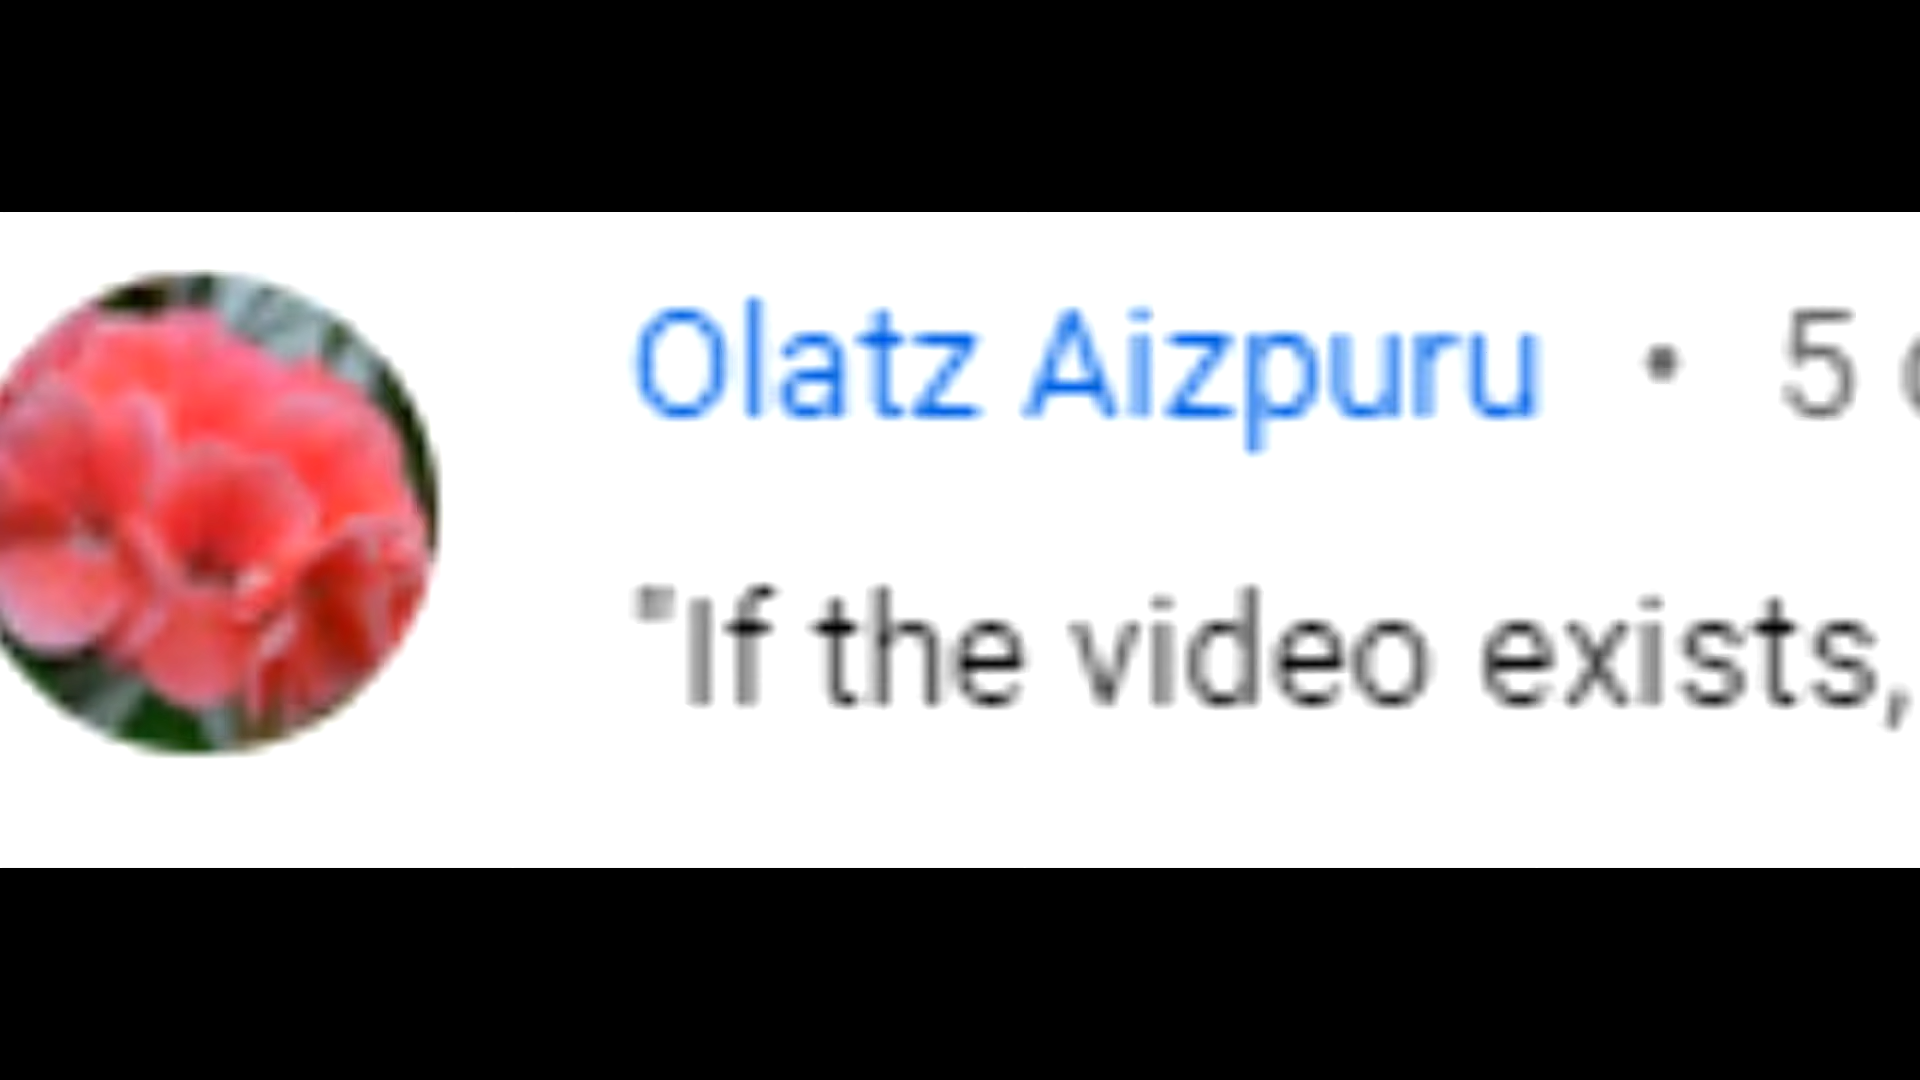 Olatz Aizpuru • 5
"If the video exists,